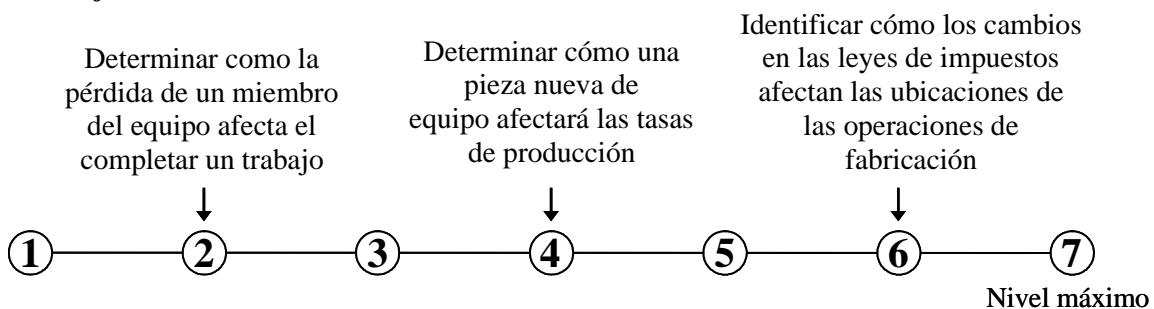 Determinar como la
pérdida de un miembro
del equipo afecta el
completar un trabajo
Determinar cómo una
pieza nueva de
equipo afectará las tasas
de producción
Identificar cómo los cambios
en las leyes de impuestos
afectan las ubicaciones de
las operaciones de
fabricación
1 2 3 4 5 6 7
Nivel máximo